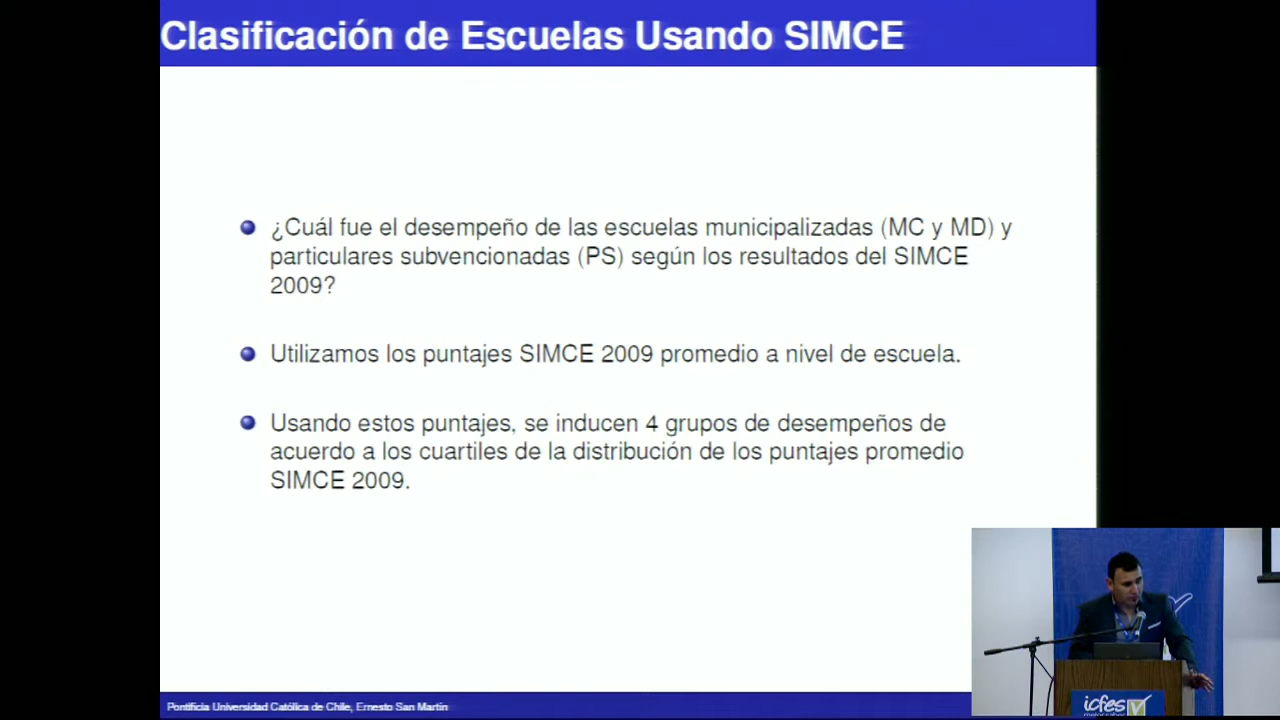 Clasificación de Escuelas Usando SIMCE
¿Cuál fue el desempeño de las escuelas municipalizadas (MC y MD) y
particulares subvencionadas (PS) según los resultados del SIMCE
2009?
Utilizamos los puntajes SIMCE 2009 promedio a nivel de escuela.
Usando estos puntajes, se inducen 4 grupos de desempeños de
acuerdo a los cuartiles de la distribución de los puntajes promedio
SIMCE 2009.
Pontificia Universidad Católica de Chile, Ernesto San Martín
icfes